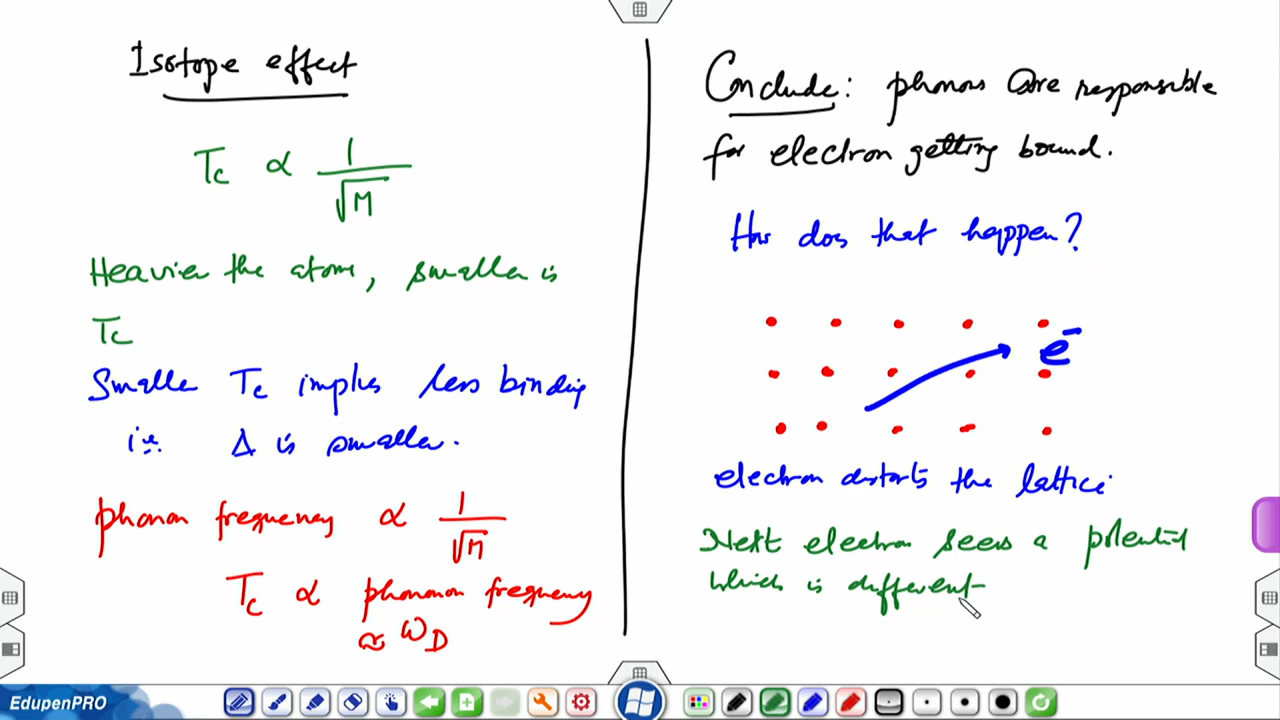 Isotope effect
Tc ∝ 1/√M
Heavier the atom, smaller is
Tc
Smaller Tc implies less binding
i.e. Δ is smaller.
phonon frequency ∝ 1/√M
Tc ∝ phonon frequency
≈ ωD
Conclude: phonons are responsible
for electron getting bound.
How does that happen?
e⁻
electron distorts the lattice
Next electron sees a potential
which is different
EdupenPRO